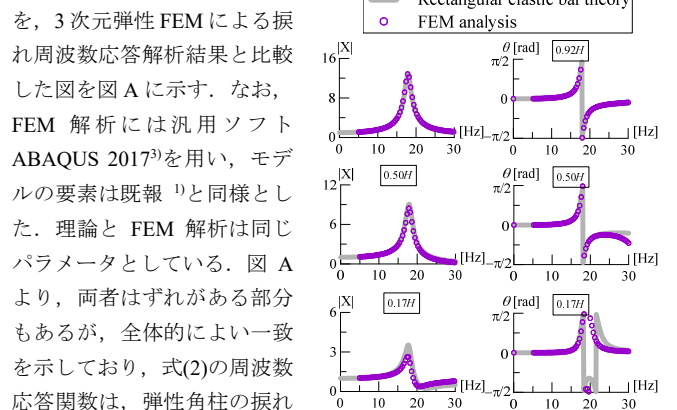 を，3 次元弾性 FEM による捩
れ周波数応答解析結果と比較
した図を図 A に示す．なお，
FEM 解析には汎用ソフト
ABAQUS 2017³⁾を用い，モデ
ルの要素は既報 ¹⁾と同様とし
た．理論と FEM 解析は同じ
パラメータとしている．図 A
より，両者はずれがある部分
もあるが，全体的によい一致
を示しており，式(2)の周波数
応答関数は，弾性角柱の捩れ
Rectangular elastic bar theory
FEM analysis
|X|
16
8
0
0 10 20 30
[Hz]
θ [rad]
0.92H
π/2
0
−π/2
0 10 20 30
|X|
0.50H
12
6
0
0 10 20 30
[Hz]
θ [rad]
0.50H
π/2
0
−π/2
0 10 20 30
|X|
0.17H
6
3
0
0 10 20 30
[Hz]
θ [rad]
0.17H
π/2
0
−π/2
0 10 20 30